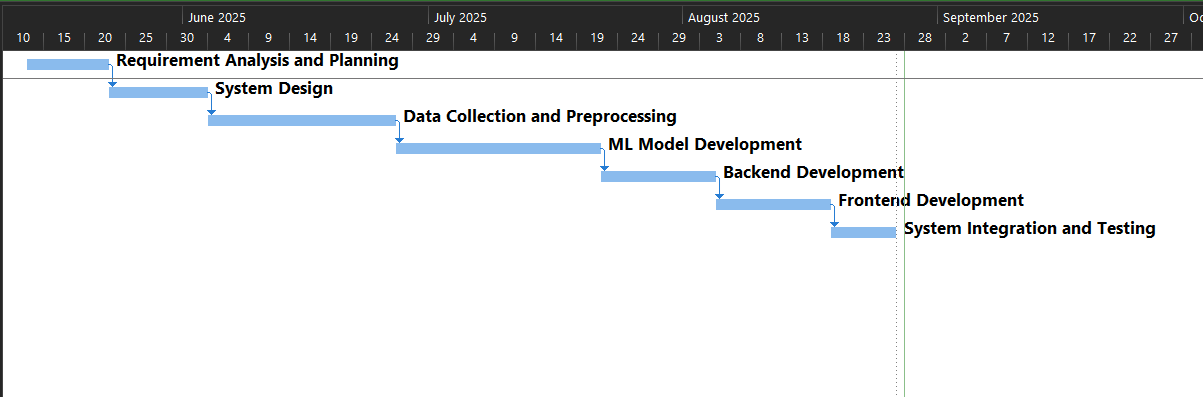 June 2025 July 2025 August 2025 September 2025 Oc
10 15 20 25 30 4 9 14 19 24 29 4 9 14 19 24 29 3 8 13 18 23 28 2 7 12 17 22 27
Requirement Analysis and Planning
System Design
Data Collection and Preprocessing
ML Model Development
Backend Development
Frontend Development
System Integration and Testing